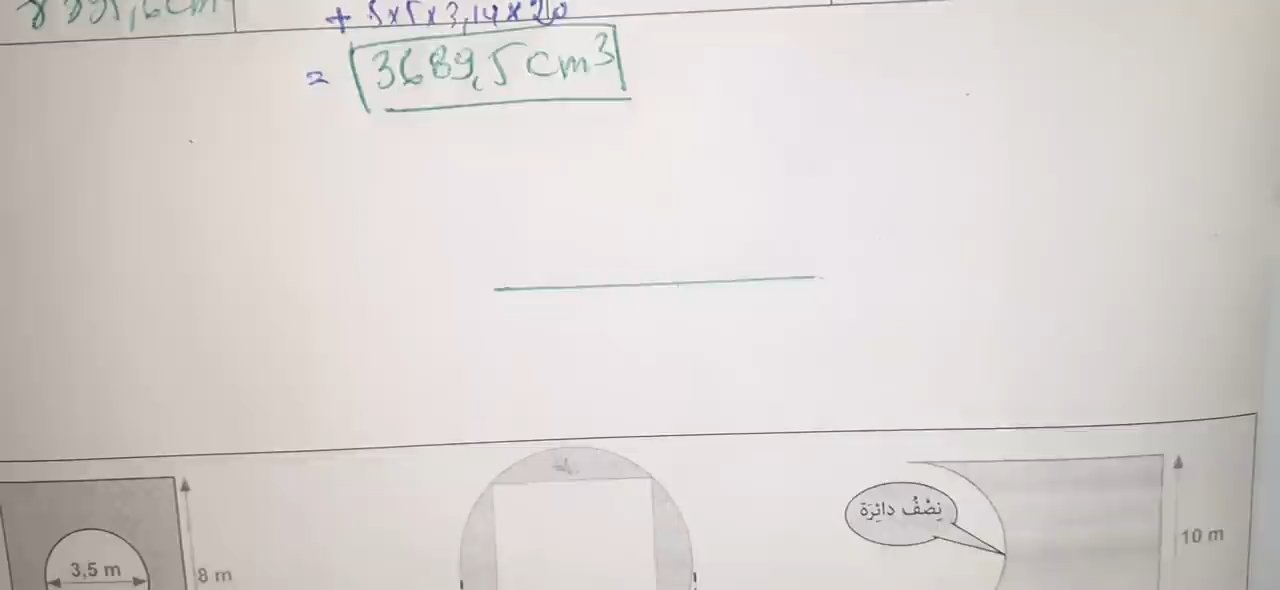 + 5x5x3,14x20
= 3689,5 cm³
نِصْفُ دائِرَة
10 m
3,5 m
8 m